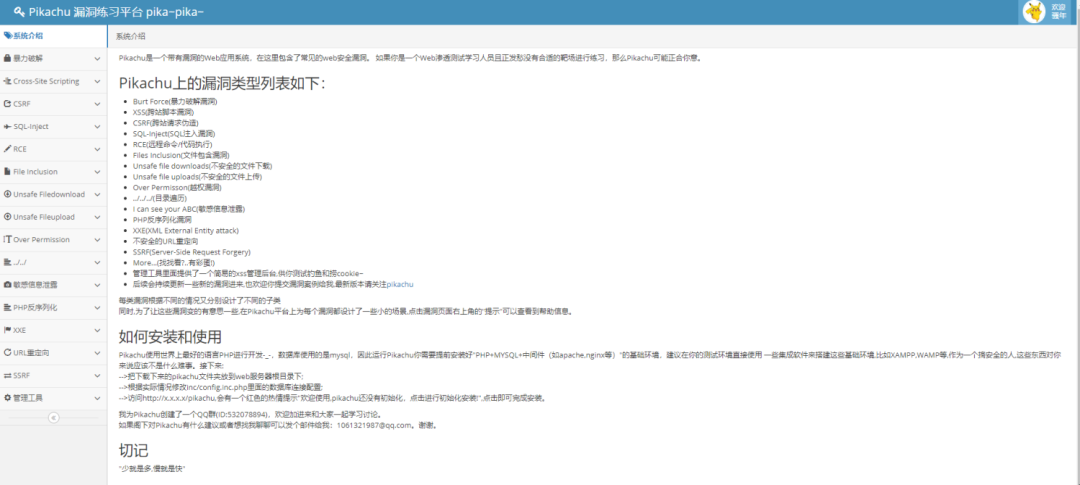 Pikachu 漏洞练习平台 pika~pika~
欢迎
骚年
系统介绍
暴力破解
Cross-Site Scripting
CSRF
SQL-Inject
RCE
File Inclusion
Unsafe Filedownload
Unsafe Fileupload
Over Permission
../../
敏感信息泄露
PHP反序列化
XXE
URL重定向
SSRF
管理工具
系统介绍
Pikachu是一个带有漏洞的Web应用系统，在这里包含了常见的web安全漏洞。 如果你是一个Web渗透测试学习人员且正发愁没有合适的靶场进行练习，那么Pikachu可能正合你意。
Pikachu上的漏洞类型列表如下：
Burt Force(暴力破解漏洞)
XSS(跨站脚本漏洞)
CSRF(跨站请求伪造)
SQL-Inject(SQL注入漏洞)
RCE(远程命令/代码执行)
Files Inclusion(文件包含漏洞)
Unsafe file downloads(不安全的文件下载)
Unsafe file uploads(不安全的文件上传)
Over Permisson(越权漏洞)
../../../(目录遍历)
I can see your ABC(敏感信息泄露)
PHP反序列化漏洞
XXE(XML External Entity attack)
不安全的URL重定向
SSRF(Server-Side Request Forgery)
More...(找找看?..有彩蛋!)
管理工具里面提供了一个简易的xss管理后台,供你测试钓鱼和捞cookie~
后续会持续更新一些新的漏洞进来,也欢迎你提交漏洞案例给我,最新版本请关注pikachu
每类漏洞根据不同的情况又分别设计了不同的子类
同时,为了让这些漏洞变的有意思一些,在Pikachu平台上为每个漏洞都设计了一些小的场景,点击漏洞页面右上角的"提示"可以查看到帮助信息。
如何安装和使用
Pikachu使用世界上最好的语言PHP进行开发-_-，数据库使用的是mysql，因此运行Pikachu你需要提前安装好"PHP+MYSQL+中间件（如apache,nginx等）"的基础环境，建议在你的测试环境直接使用 一些集成软件来搭建这些基础环境,比如XAMPP,WAMP等,作为一个搞安全的人,这些东西对你
来说应该不是什么难事。接下来:
-->把下载下来的pikachu文件夹放到web服务器根目录下;
-->根据实际情况修改inc/config.inc.php里面的数据库连接配置;
-->访问http://x.x.x.x/pikachu,会有一个红色的热情提示"欢迎使用,pikachu还没有初始化，点击进行初始化安装!",点击即可完成安装。
我为Pikachu创建了一个QQ群(ID:532078894)，欢迎加进来和大家一起学习讨论。
如果阁下对Pikachu有什么建议或者想找我聊聊可以发个邮件给我：1061321987@qq.com。谢谢。
切记
"少就是多,慢就是快"